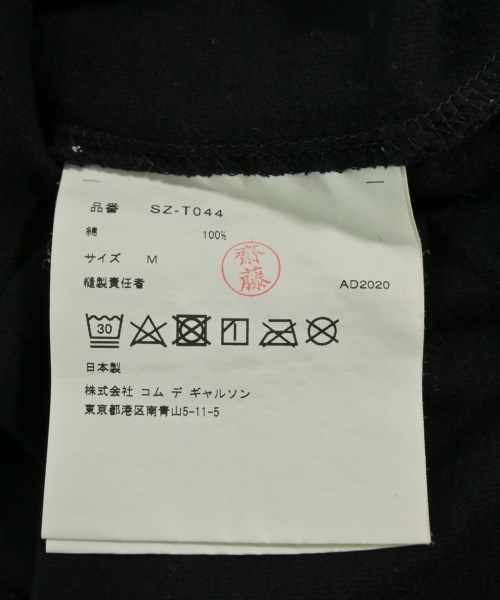 品番 SZ-T044
綿 100%
サイズ M
縫製責任者 齋藤 AD2020
30
日本製
株式会社 コム デ ギャルソン
東京都港区南青山5-11-5